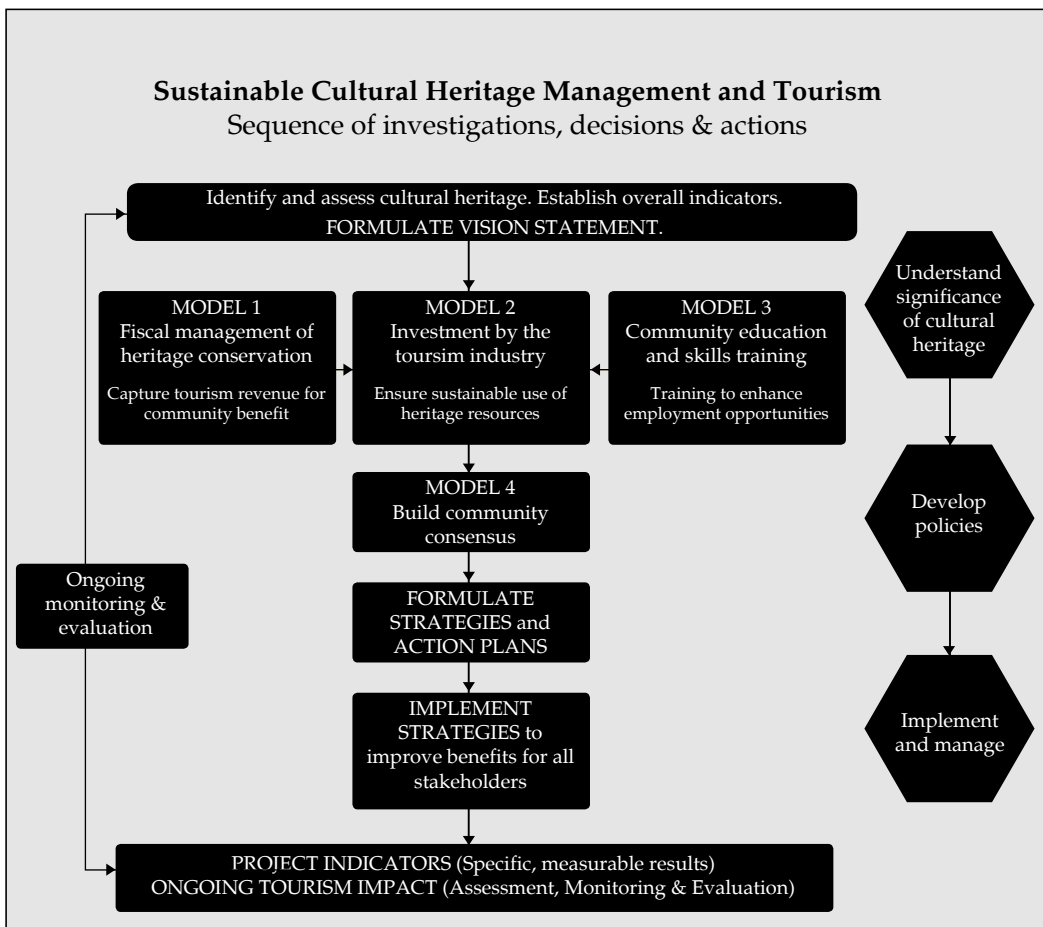 Sustainable Cultural Heritage Management and Tourism
Sequence of investigations, decisions & actions
Identify and assess cultural heritage. Establish overall indicators.
FORMULATE VISION STATEMENT.
MODEL 1
Fiscal management of
heritage conservation
Capture tourism revenue for
community benefit
MODEL 2
Investment by the
toursim industry
Ensure sustainable use of
heritage resources
MODEL 3
Community education
and skills training
Training to enhance
employment opportunities
MODEL 4
Build community
consensus
FORMULATE
STRATEGIES and
ACTION PLANS
IMPLEMENT
STRATEGIES to
improve benefits for all
stakeholders
PROJECT INDICATORS (Specific, measurable results)
ONGOING TOURISM IMPACT (Assessment, Monitoring & Evaluation)
Ongoing
monitoring &
evaluation
Understand
significance
of cultural
heritage
Develop
policies
Implement
and manage